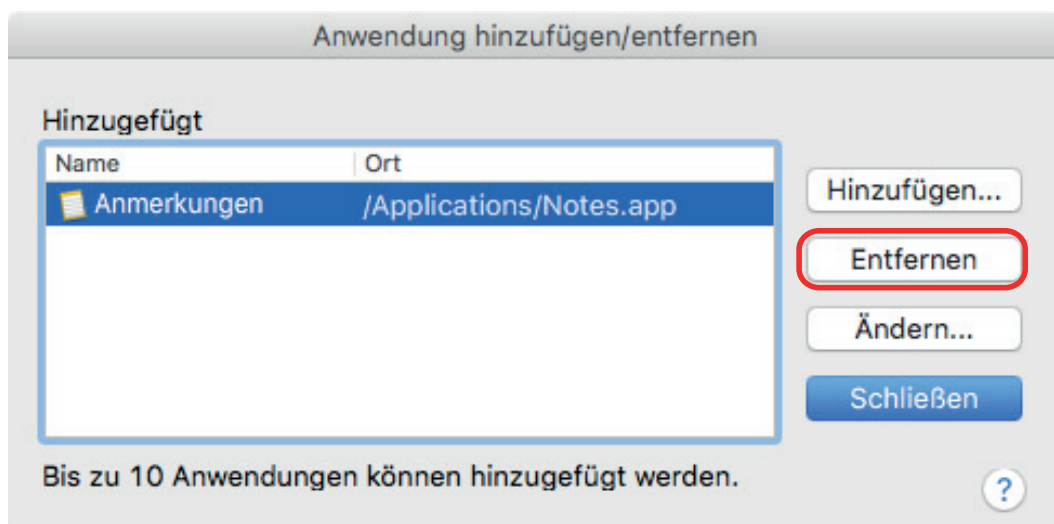 Anwendung hinzufügen/entfernen
Hinzugefügt
Name Ort
Anmerkungen /Applications/Notes.app
Hinzufügen...
Entfernen
Ändern...
Schließen
Bis zu 10 Anwendungen können hinzugefügt werden.
?